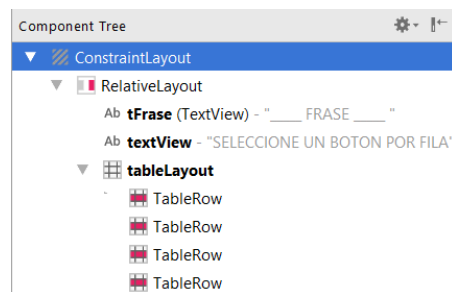 Component Tree
ConstraintLayout
RelativeLayout
Ab tFrase (TextView) - "____ FRASE ____ "
Ab textView - "SELECCIONE UN BOTON POR FILA"
tableLayout
TableRow
TableRow
TableRow
TableRow